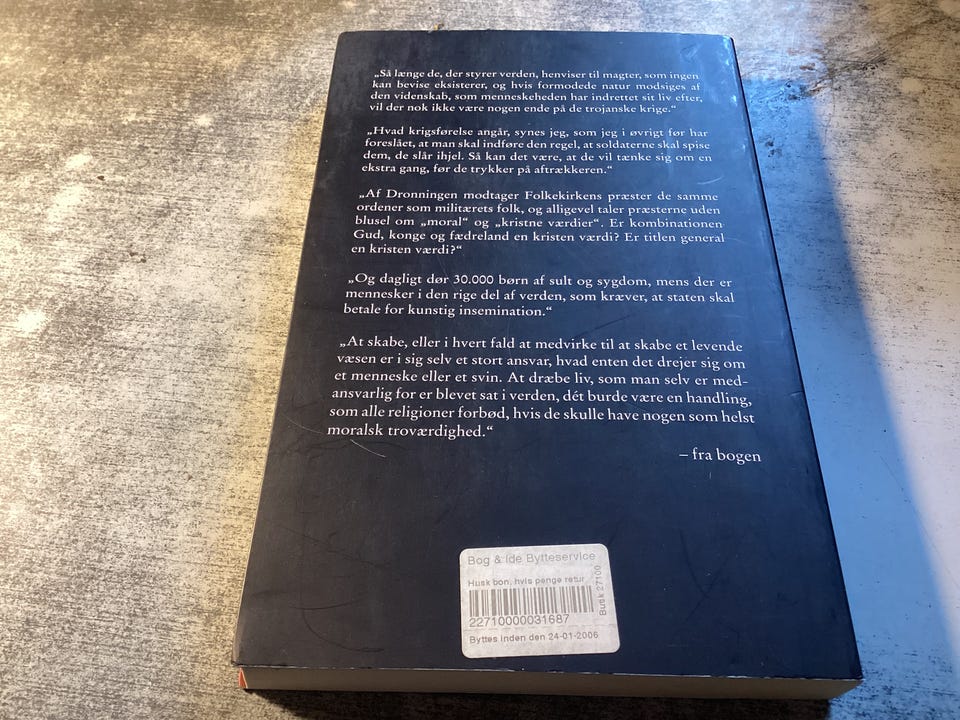 „Så længe de, der styrer verden, henviser til magter, som ingen
kan bevise eksisterer, og hvis formodede natur modsiges af
den videnskab, som menneskeheden har indrettet sit liv efter,
vil der nok ikke være nogen ende på de trojanske krige.“
„Hvad krigsførelse angår, synes jeg, som jeg i øvrigt før har
foreslået, at man skal indføre den regel, at soldaterne skal spise
dem, de slår ihjel. Så kan det være, at de vil tænke sig om en
ekstra gang, før de trykker på aftrækkeren.“
„Af Dronningen modtager Folkekirkens præster de samme
ordener som militærets folk, og alligevel taler præsterne uden
blusel om „moral“ og „kristne værdier“. Er kombinationen
Gud, konge og fædreland en kristen værdi? Er titlen general
en kristen værdi?“
„Og dagligt dør 30.000 børn af sult og sygdom, mens der er
mennesker i den rige del af verden, som kræver, at staten skal
betale for kunstig insemination.“
„At skabe, eller i hvert fald at medvirke til at skabe et levende
væsen er i sig selv et stort ansvar, hvad enten det drejer sig om
et menneske eller et svin. At dræbe liv, som man selv er med-
ansvarlig for er blevet sat i verden, dét burde være en handling,
som alle religioner forbød, hvis de skulle have nogen som helst
moralsk troværdighed.“
– fra bogen
Bog & Ide Bytteservice
Husk bon, hvis penge retur
22710000031687
Byttes inden den 24-01-2006
Butik 27100